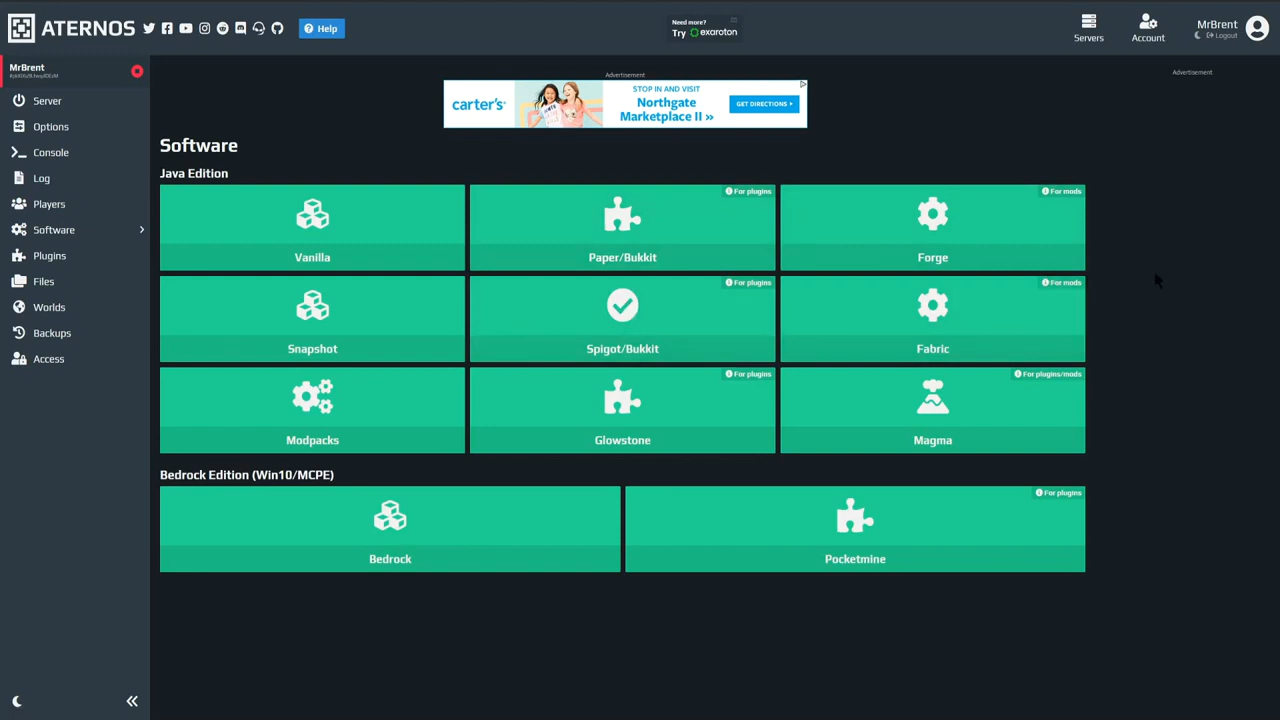 ATERNOS
Help
Need more?
Try exaroton
Servers
Account
MrBrent
Logout
MrBrent
Server
Options
Console
Log
Players
Software
Plugins
Files
Worlds
Backups
Access
Advertisement
carter's
STOP IN AND VISIT
Northgate
Marketplace II »
GET DIRECTIONS >
Advertisement
Software
Java Edition
Vanilla
For plugins
Paper/Bukkit
For mods
Forge
Snapshot
For plugins
Spigot/Bukkit
For mods
Fabric
Modpacks
For plugins
Glowstone
For plugins/mods
Magma
Bedrock Edition (Win10/MCPE)
Bedrock
For plugins
Pocketmine